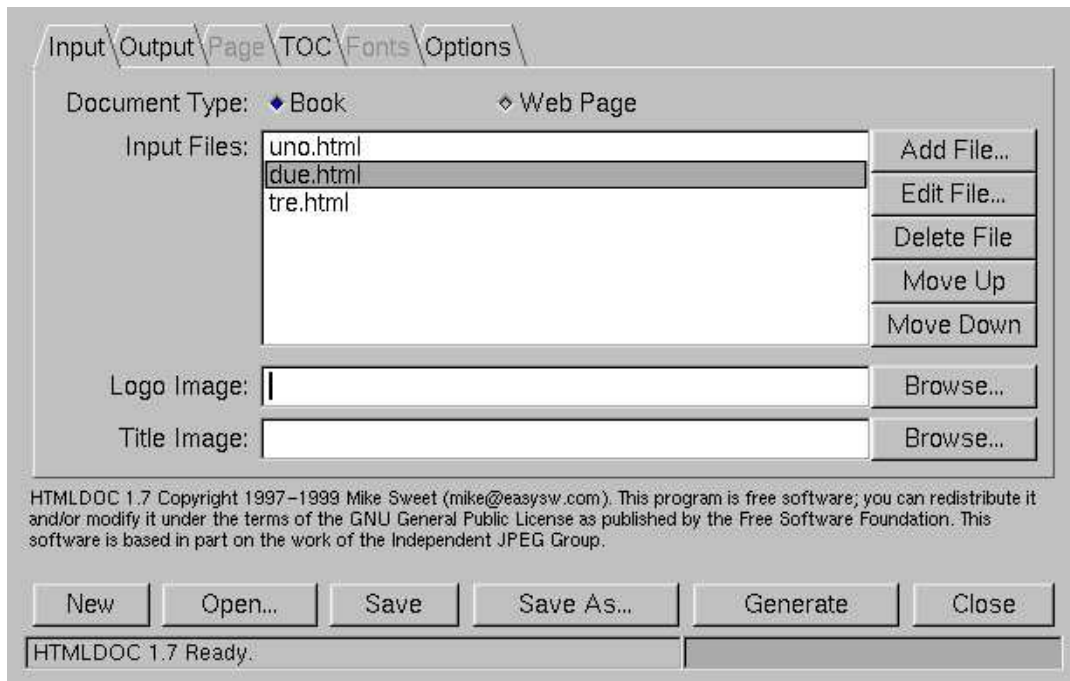 Input Output Page TOC Fonts Options
Document Type: Book Web Page
Input Files: uno.html
due.html
tre.html
Add File...
Edit File...
Delete File
Move Up
Move Down
Logo Image: Browse...
Title Image: Browse...
HTMLDOC 1.7 Copyright 1997–1999 Mike Sweet (mike@easysw.com). This program is free software; you can redistribute it
and/or modify it under the terms of the GNU General Public License as published by the Free Software Foundation. This
software is based in part on the work of the Independent JPEG Group.
New Open... Save Save As... Generate Close
HTMLDOC 1.7 Ready.